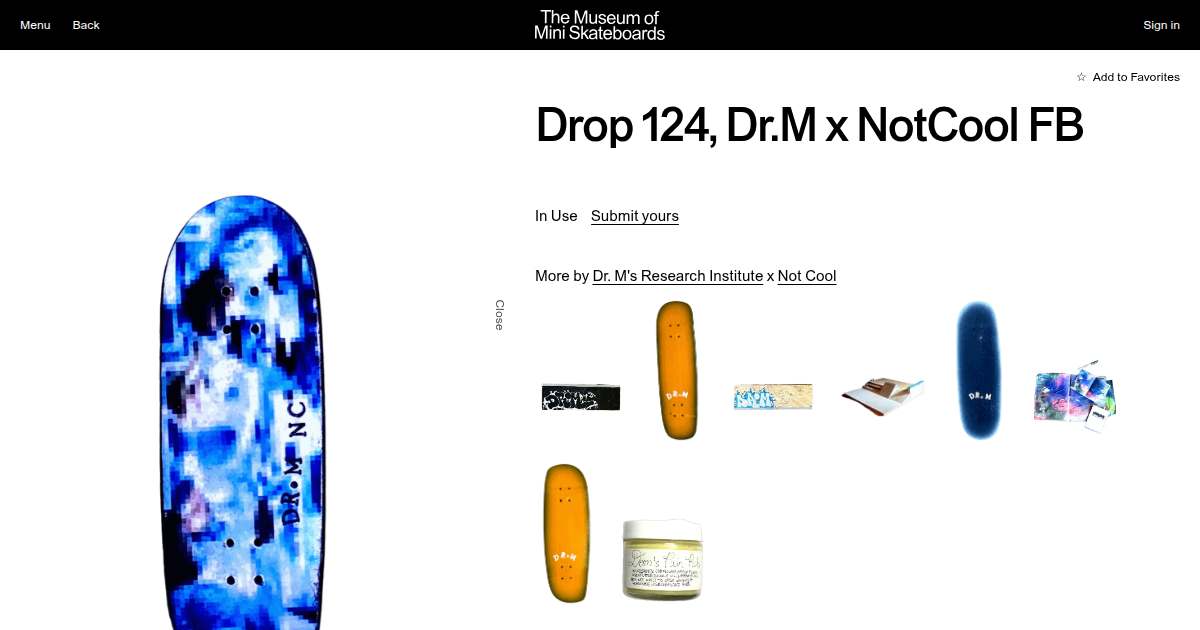 Menu
Back
The Museum of
Mini Skateboards
Sign in
☆ Add to Favorites
Drop 124, Dr.M x NotCool FB
In Use Submit yours
More by Dr. M's Research Institute x Not Cool
Close
DR.M NC
DR.M
DR.M
DR.M